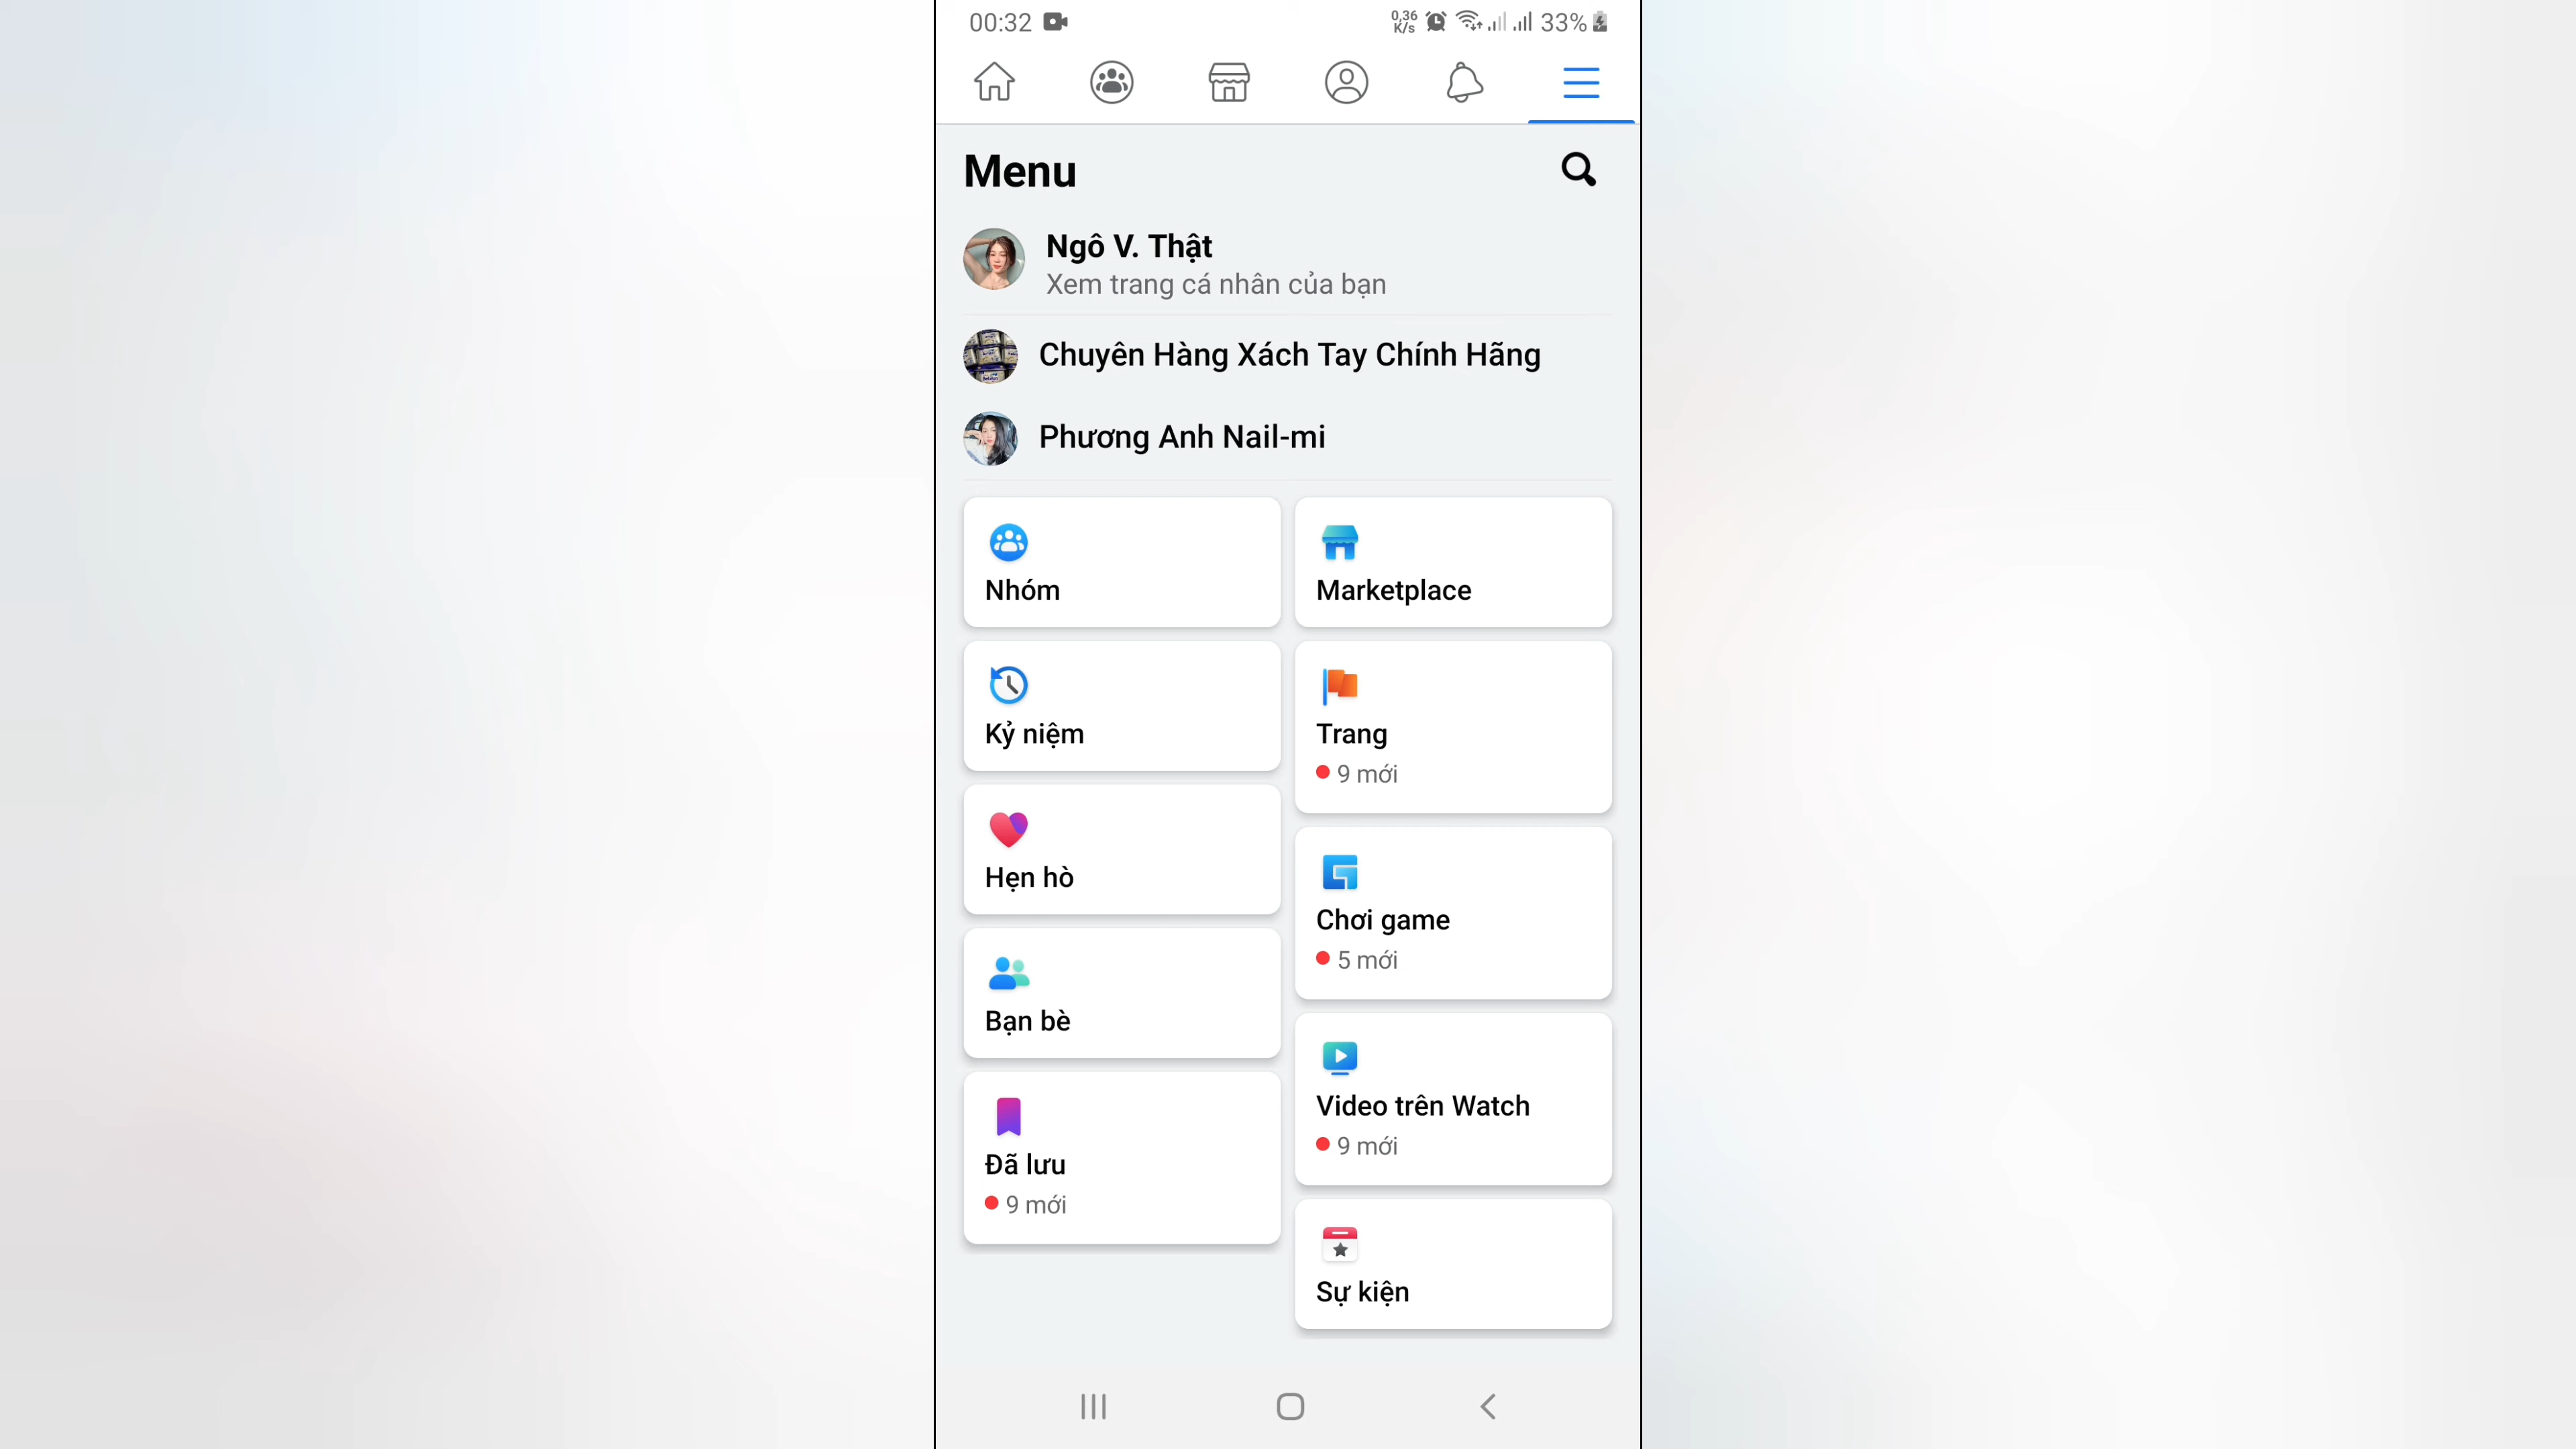 00:32
0,36
K/s
33%
Menu
Ngô V. Thật
Xem trang cá nhân của bạn
Chuyên Hàng Xách Tay Chính Hãng
Phương Anh Nail-mi
Nhóm
Marketplace
Kỷ niệm
Trang
9 mới
Hẹn hò
Chơi game
5 mới
Bạn bè
Video trên Watch
9 mới
Đã lưu
9 mới
Sự kiện